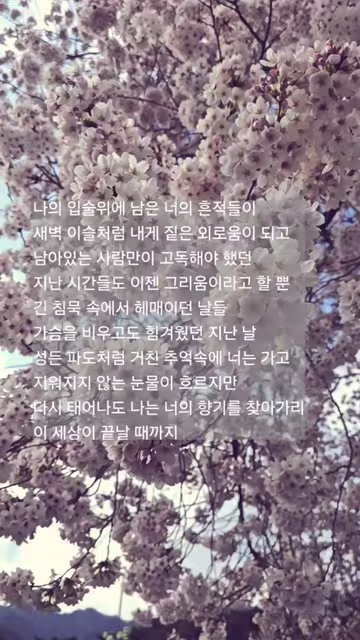 나의 입술위에 남은 너의 흔적들이
새벽 이슬처럼 내게 짙은 외로움이 되고
남아있는 사람만이 고독해야 했던
지난 시간들도 이젠 그리움이라고 할 뿐
긴 침묵 속에서 헤매이던 날들
가슴을 비우고도 힘겨웠던 지난 날
성든 파도처럼 거친 추억속에 너는 가고
지워지지 않는 눈물이 흐르지만
다시 태어나도 나는 너의 향기를 찾아가리
이 세상이 끝날 때까지